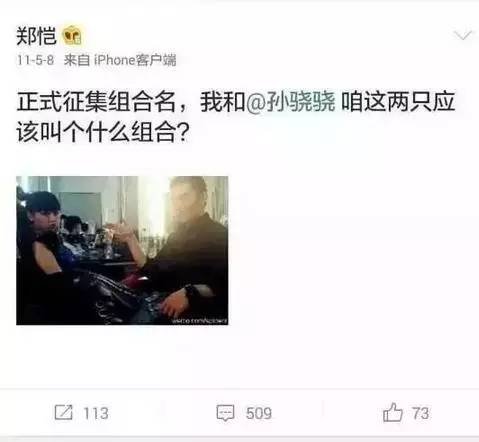 郑恺
11-5-8 来自 iPhone客户端
正式征集组合名，我和@孙骁骁 咱这两只应
该叫个什么组合？
113
509
73